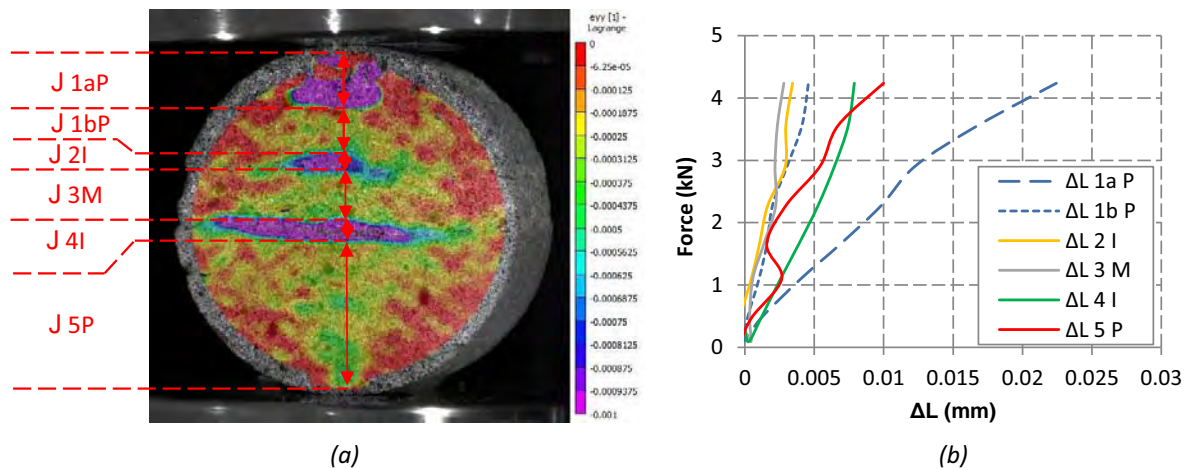 eyy [1] -
Lagrange
0
-6.25e-05
-0.000125
-0.0001875
-0.00025
-0.0003125
-0.000375
-0.0004375
-0.0005
-0.0005625
-0.000625
-0.0006875
-0.00075
-0.0008125
-0.000875
-0.0009375
-0.001
J 1aP
J 1bP
J 2I
J 3M
J 4I
J 5P
(a)
Force (kN)
5
4
3
2
1
0
0 0.005 0.01 0.015 0.02 0.025 0.03
ΔL (mm)
ΔL 1a P
ΔL 1b P
ΔL 2 I
ΔL 3 M
ΔL 4 I
ΔL 5 P
(b)